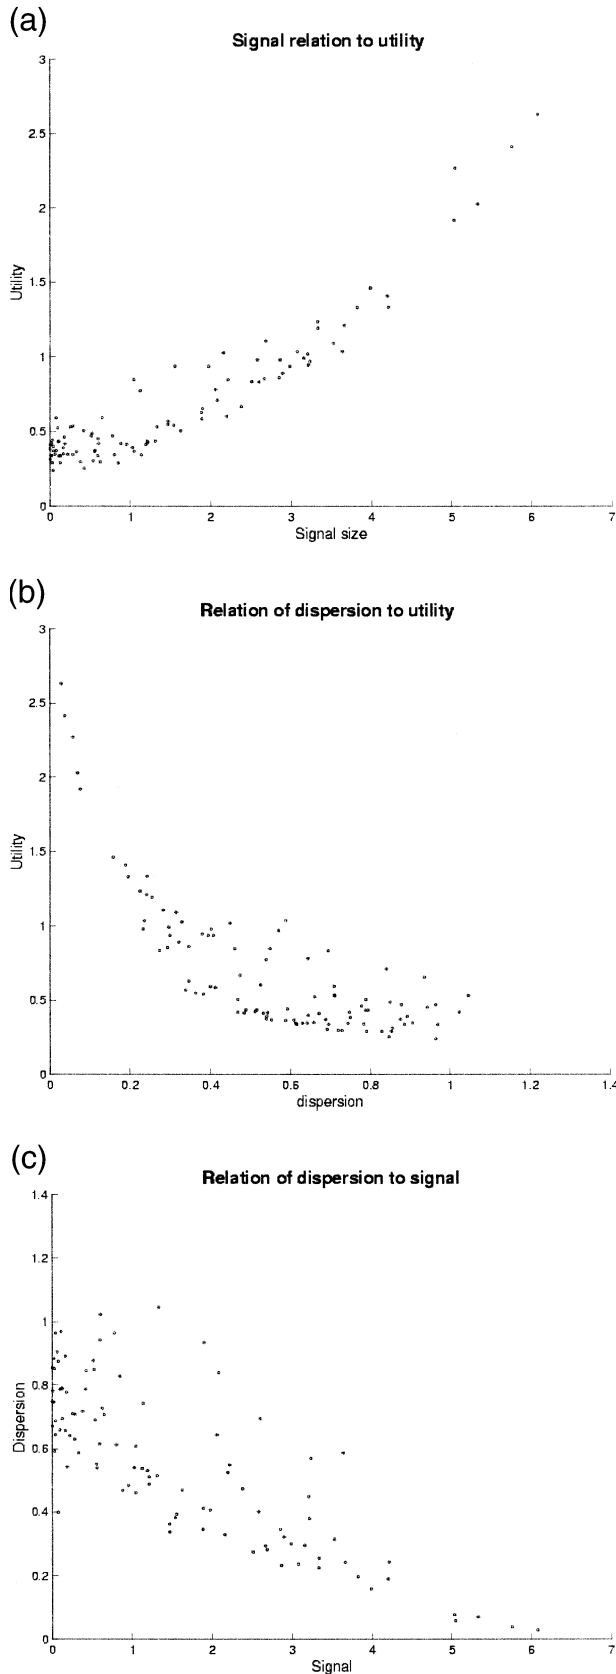 (a)
Signal relation to utility
3
2.5
2
1.5
1
0.5
0
Utility
0 1 2 3 4 5 6 7
Signal size
(b)
Relation of dispersion to utility
3
2.5
2
1.5
1
0.5
0
Utility
0 0.2 0.4 0.6 0.8 1 1.2 1.4
dispersion
(c)
Relation of dispersion to signal
1.4
1.2
1
0.8
0.6
0.4
0.2
0
Dispersion
0 1 2 3 4 5 6 7
Signal